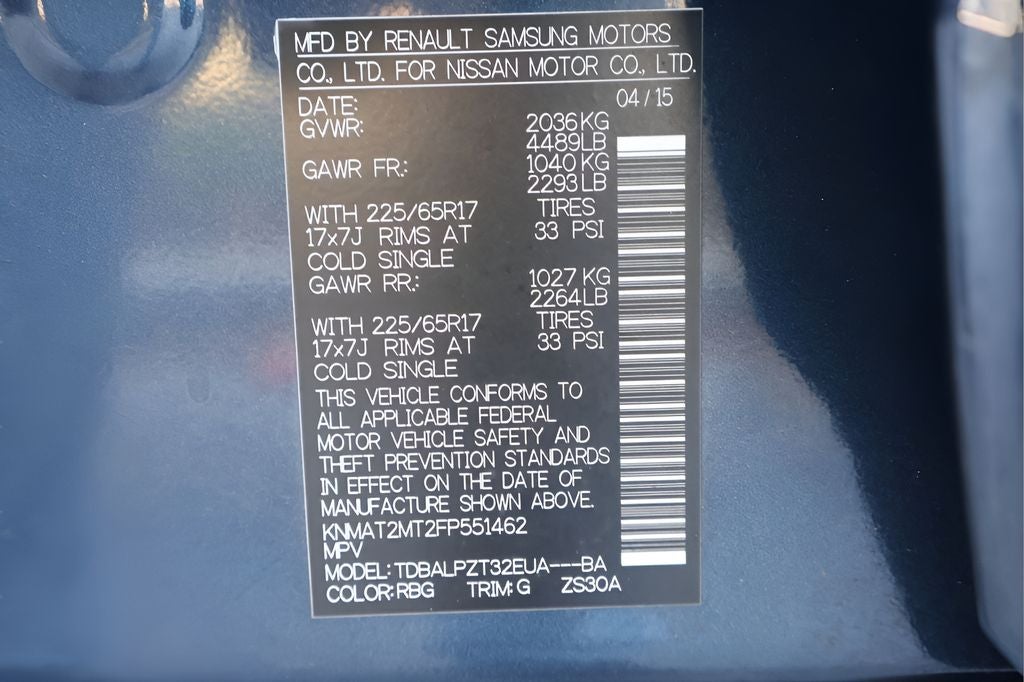 MFD BY RENAULT SAMSUNG MOTORS
CO., LTD. FOR NISSAN MOTOR CO., LTD.
DATE: 04/15
GVWR: 2036KG
4489LB
GAWR FR.: 1040KG
2293LB
WITH 225/65R17 TIRES
17x7J RIMS AT 33 PSI
COLD SINGLE
GAWR RR.: 1027KG
2264LB
WITH 225/65R17 TIRES
17x7J RIMS AT 33 PSI
COLD SINGLE
THIS VEHICLE CONFORMS TO
ALL APPLICABLE FEDERAL
MOTOR VEHICLE SAFETY AND
THEFT PREVENTION STANDARDS
IN EFFECT ON THE DATE OF
MANUFACTURE SHOWN ABOVE.
KNMAT2MT2FP551462
MPV
MODEL: TDBALPZT32EUA---BA
COLOR: RBG TRIM: G ZS30A